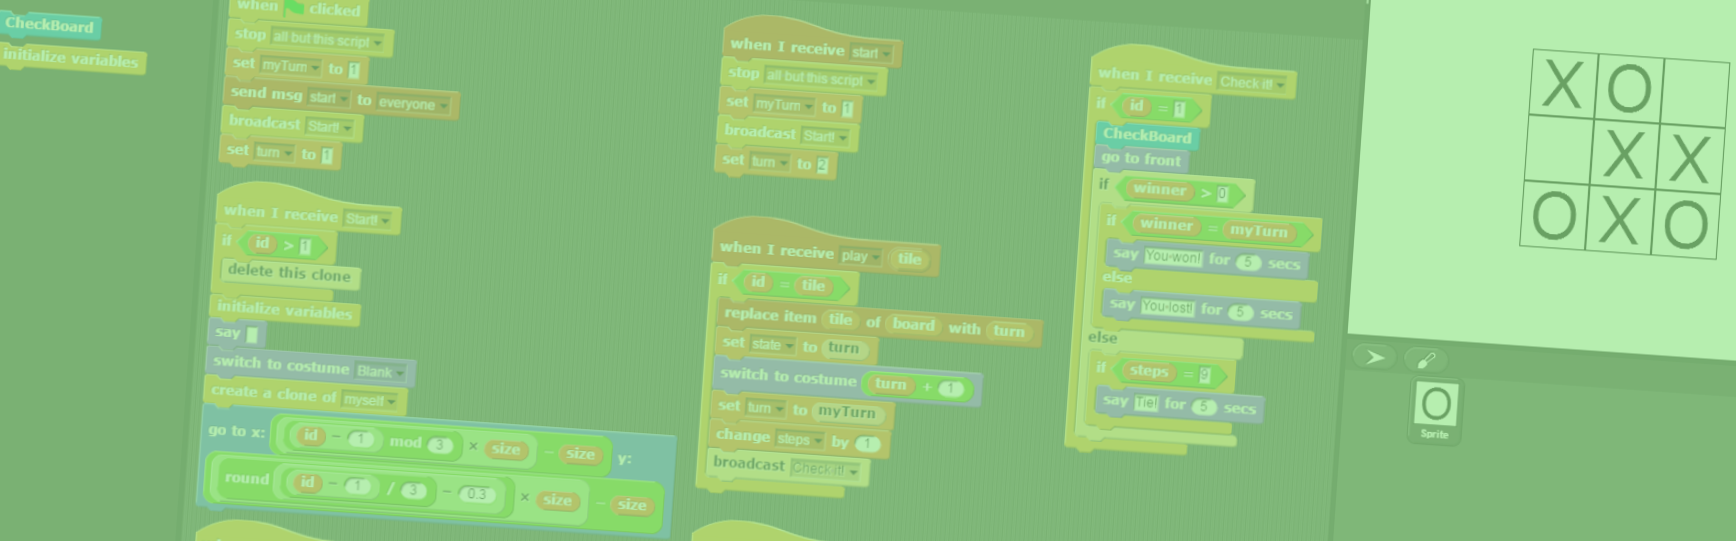 CheckBoard
initialize variables
when clicked
stop all but this script
set myTurn to 1
send msg start to everyone
broadcast Start!
set turn to 1
when I receive Start!
if id > 1
delete this clone
initialize variables
say
switch to costume Blank
create a clone of myself
go to x: id - 1 mod 3 × size - size y:
round id - 1 / 3 - 0.3 × size - size
when I receive start
stop all but this script
set myTurn to 1
broadcast Start!
set turn to 2
when I receive play tile
if id = tile
replace item tile of board with turn
set state to turn
switch to costume turn + 1
set turn to myTurn
change steps by 1
broadcast Check it!
when I receive Check it!
if id = 1
CheckBoard
go to front
if winner > 0
if winner = myTurn
say You-won! for 5 secs
else
say You-lost! for 5 secs
else
if steps = 9
say Tie! for 5 secs
X O
X X
O X O
O
Sprite